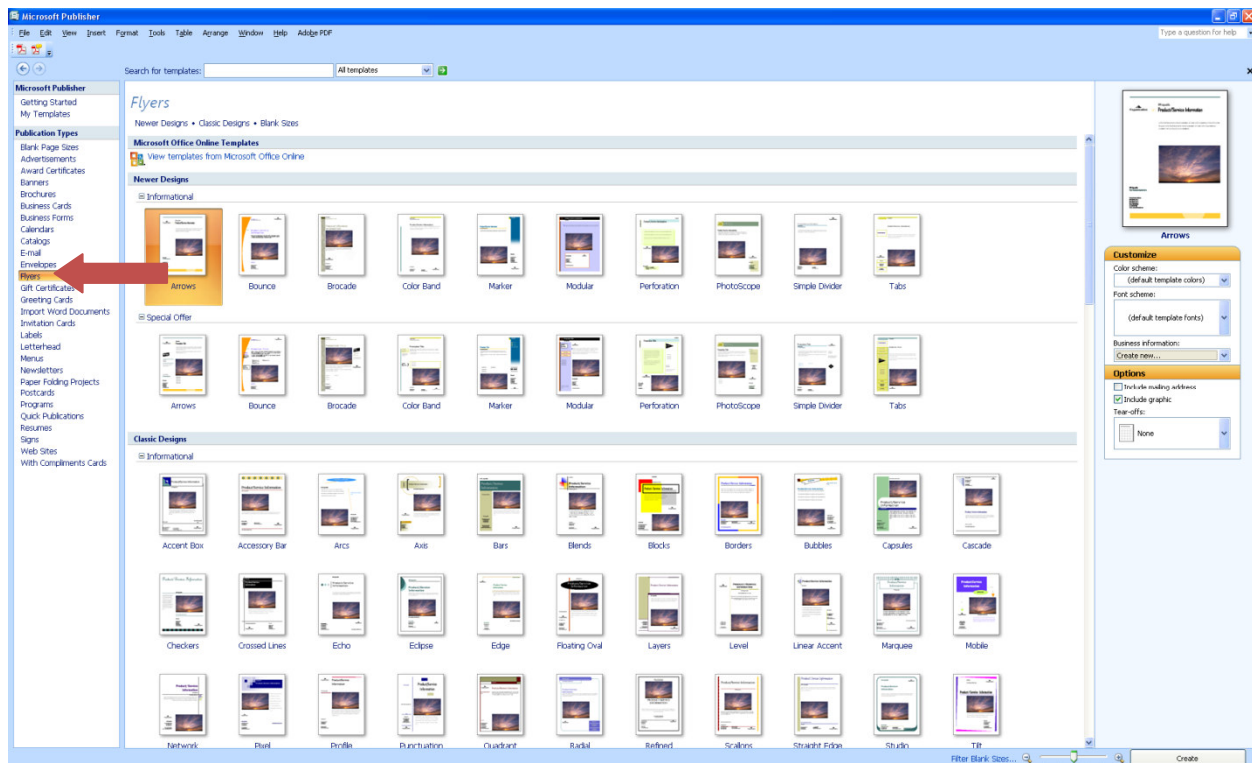 Microsoft Publisher
File Edit View Insert Format Tools Table Arrange Window Help Adobe PDF
Type a question for help
Search for templates: All templates
Microsoft Publisher
Getting Started
My Templates
Publication Types
Blank Page Sizes
Advertisements
Award Certificates
Banners
Brochures
Business Cards
Business Forms
Calendars
Catalogs
E-mail
Envelopes
Flyers
Gift Certificates
Greeting Cards
Import Word Documents
Invitation Cards
Labels
Letterhead
Menus
Newsletters
Paper Folding Projects
Postcards
Programs
Quick Publications
Resumes
Signs
Web Sites
With Compliments Cards
Flyers
Newer Designs • Classic Designs • Blank Sizes
Microsoft Office Online Templates
View templates from Microsoft Office Online
Newer Designs
Informational
Arrows Bounce Brocade Color Band Marker Modular Perforation PhotoScope Simple Divider Tabs
Special Offer
Arrows Bounce Brocade Color Band Marker Modular Perforation PhotoScope Simple Divider Tabs
Classic Designs
Informational
Accent Box Accessory Bar Arcs Axis Bars Blends Blocks Borders Bubbles Capsules Cascade
Checkers Crossed Lines Echo Eclipse Edge Floating Oval Layers Level Linear Accent Marquee Mobile
Network Pixel Profile Punctuation Quadrant Radial Refined Scallops Straight Edge Studio Tilt
Product/Service Information
Arrows
Customize
Color scheme:
(default template colors)
Font scheme:
(default template fonts)
Business information:
Create new...
Options
Include mailing address
Include graphic
Tear-offs:
None
Filter Blank Sizes...
Create